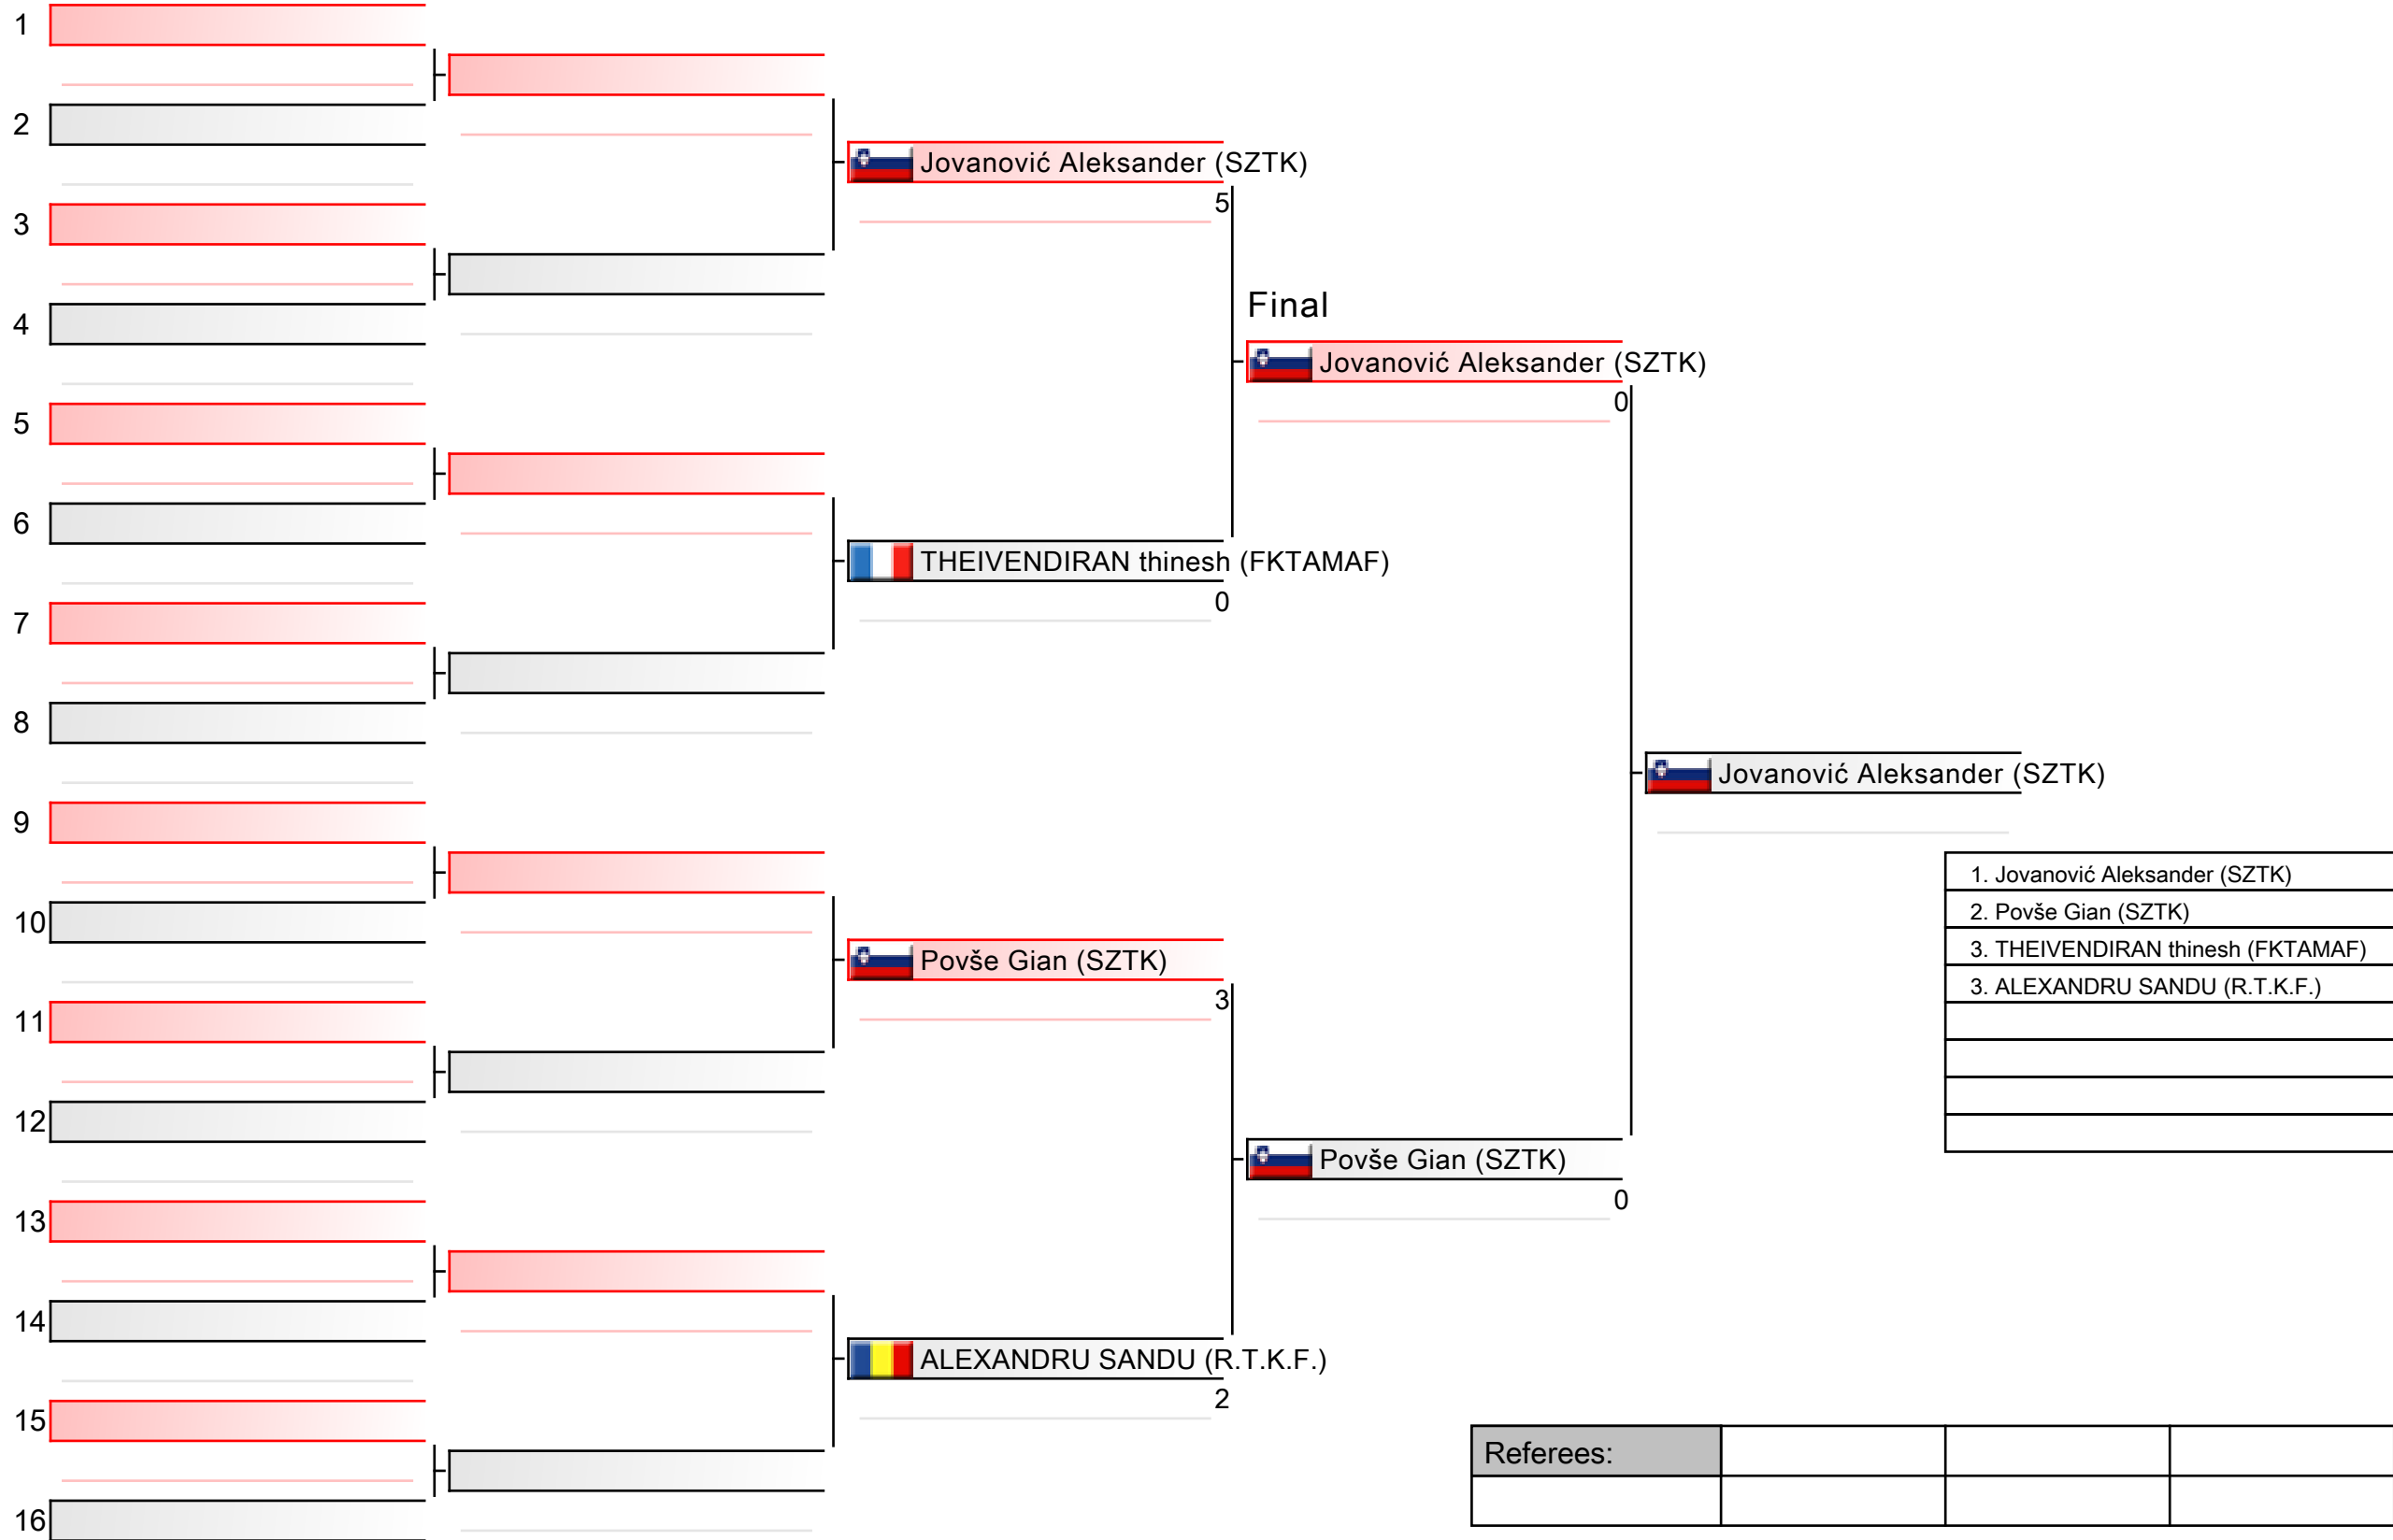 1
2
3
4
5
6
7
8
9
10
11
12
13
14
15
16
Jovanović Aleksander (SZTK)
5
THEIVENDIRAN thinesh (FKTAMAF)
0
Povše Gian (SZTK)
3
ALEXANDRU SANDU (R.T.K.F.)
2
Final
Jovanović Aleksander (SZTK)
0
Povše Gian (SZTK)
0
Jovanović Aleksander (SZTK)
1. Jovanović Aleksander (SZTK)
2. Povše Gian (SZTK)
3. THEIVENDIRAN thinesh (FKTAMAF)
3. ALEXANDRU SANDU (R.T.K.F.)
Referees: